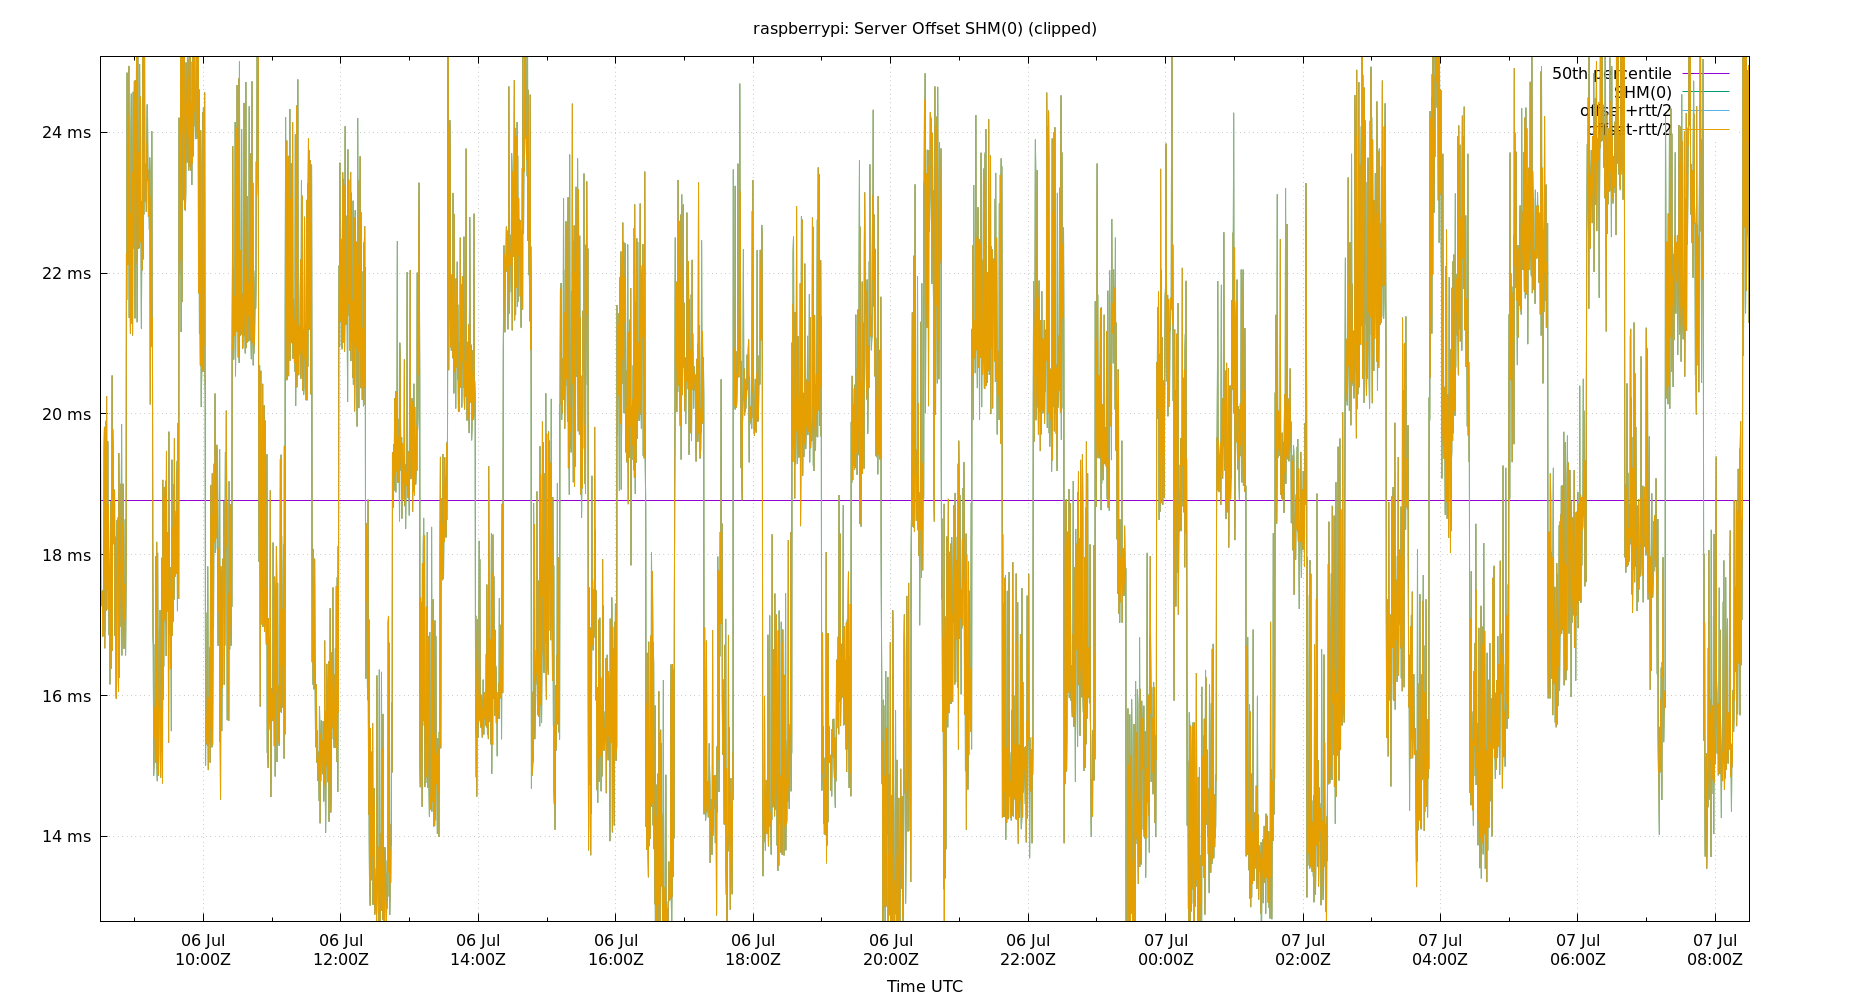 raspberrypi: Server Offset SHM(0) (clipped)
50th percentile
SHM(0)
offset+rtt/2
offset-rtt/2
24 ms
22 ms
20 ms
18 ms
16 ms
14 ms
06 Jul 06 Jul 06 Jul 06 Jul 06 Jul 06 Jul 06 Jul 07 Jul 07 Jul 07 Jul 07 Jul 07 Jul
10:00Z 12:00Z 14:00Z 16:00Z 18:00Z 20:00Z 22:00Z 00:00Z 02:00Z 04:00Z 06:00Z 08:00Z
Time UTC